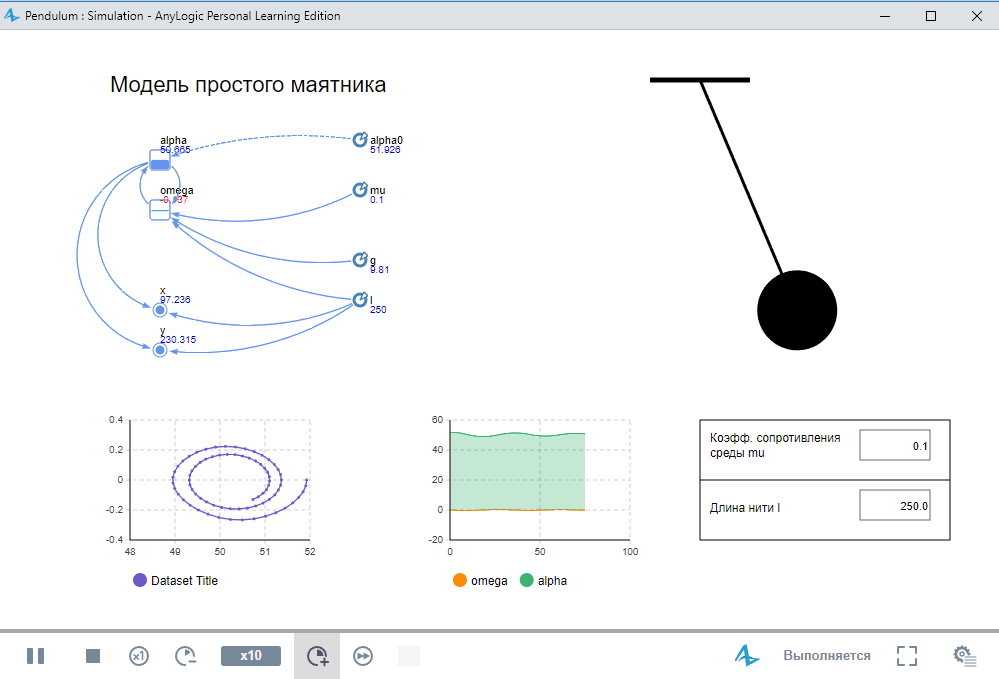 Pendulum : Simulation - AnyLogic Personal Learning Edition
Модель простого маятника
alpha
50.665
alpha0
51.926
omega
mu
0.1
g
9.81
x
97.236
l
250
y
230.315
0.4
0.2
0
-0.2
-0.4
48
49
50
51
52
Dataset Title
60
40
20
0
-20
0
50
100
omega
alpha
Коэфф. сопротивления
среды mu
0.1
Длина нити l
250.0
x1
x10
Выполняется